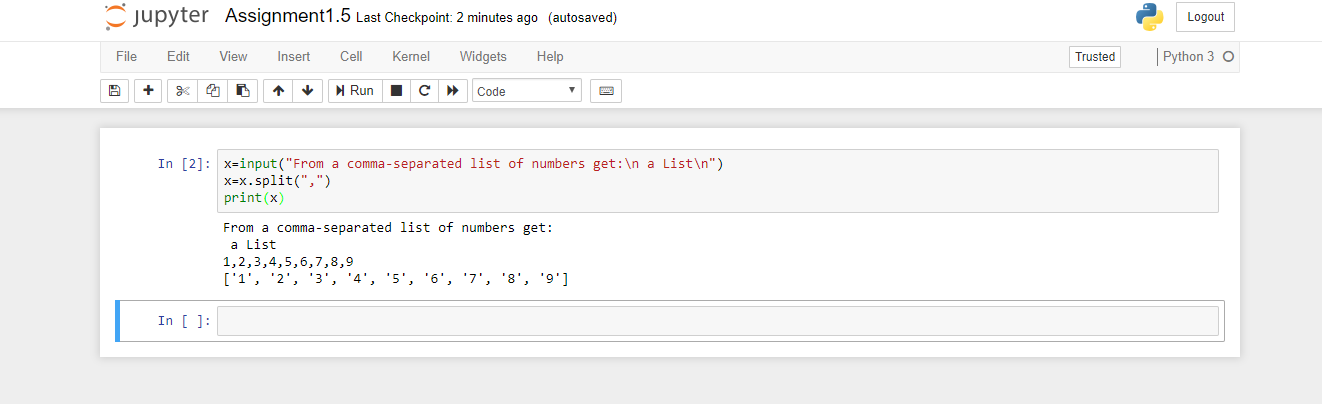 jupyter Assignment1.5 Last Checkpoint: 2 minutes ago (autosaved) Logout
File Edit View Insert Cell Kernel Widgets Help Trusted Python 3
Run Code
In [2]: x=input("From a comma-separated list of numbers get:\n a List\n")
x=x.split(",")
print(x)
From a comma-separated list of numbers get:
 a List
1,2,3,4,5,6,7,8,9
['1', '2', '3', '4', '5', '6', '7', '8', '9']
In [ ]: